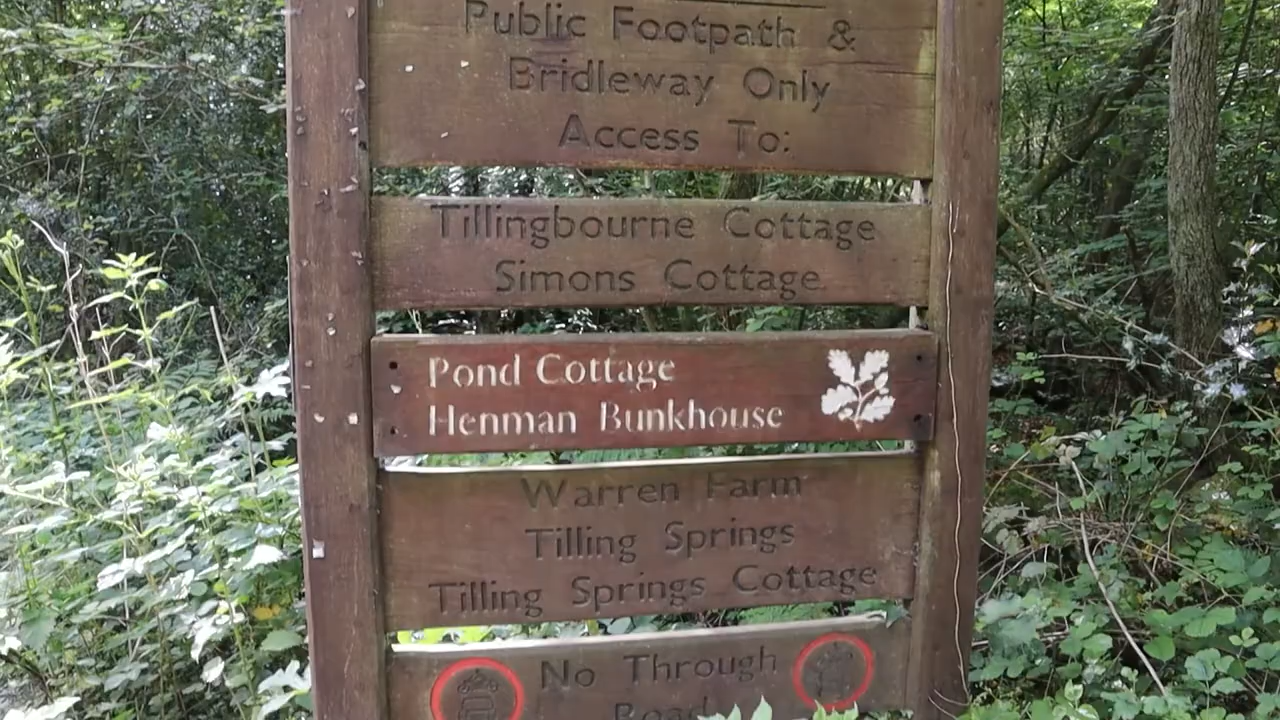 Public Footpath &
Bridleway Only
Access To:
Tillingbourne Cottage
Simons Cottage
Pond Cottage
Henman Bunkhouse
Warren Farm
Tilling Springs
Tilling Springs Cottage
No Through
Road